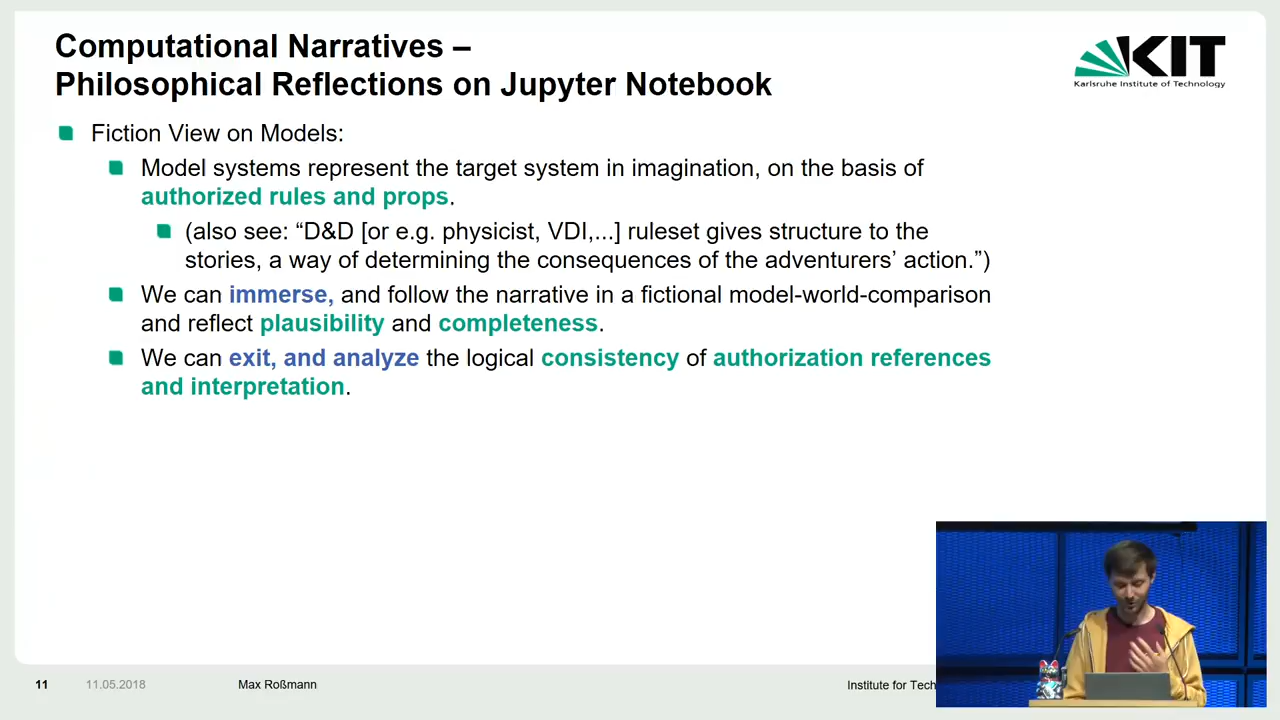 Computational Narratives –
Philosophical Reflections on Jupyter Notebook
KIT
Karlsruhe Institute of Technology
Fiction View on Models:
Model systems represent the target system in imagination, on the basis of
authorized rules and props.
(also see: “D&D [or e.g. physicist, VDI,...] ruleset gives structure to the
stories, a way of determining the consequences of the adventurers’ action.”)
We can immerse, and follow the narrative in a fictional model-world-comparison
and reflect plausibility and completeness.
We can exit, and analyze the logical consistency of authorization references
and interpretation.
11 11.05.2018 Max Roßmann Institute for Tech